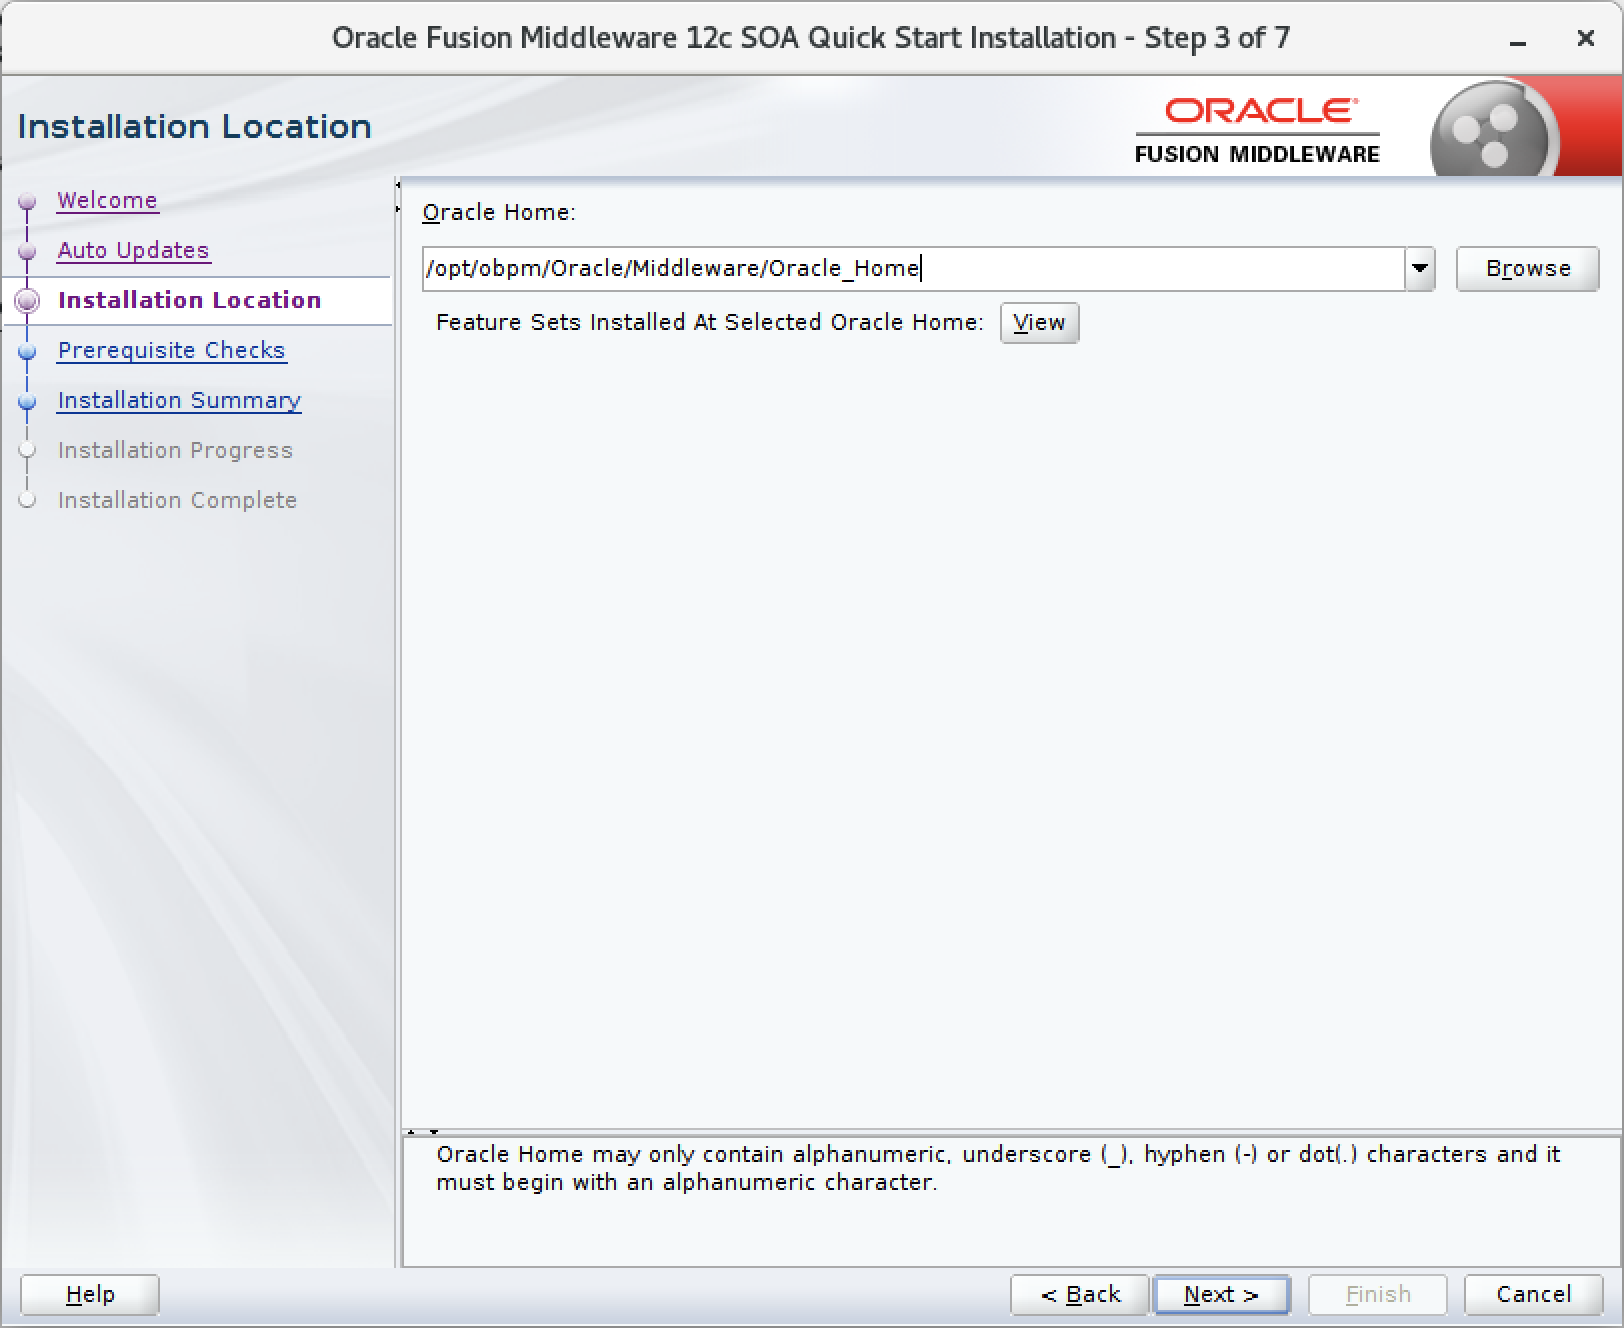 Oracle Fusion Middleware 12c SOA Quick Start Installation - Step 3 of 7
Installation Location
ORACLE
FUSION MIDDLEWARE
Welcome
Auto Updates
Installation Location
Prerequisite Checks
Installation Summary
Installation Progress
Installation Complete
Oracle Home:
/opt/obpm/Oracle/Middleware/Oracle_Home
Browse
Feature Sets Installed At Selected Oracle Home:
View
Oracle Home may only contain alphanumeric, underscore (_), hyphen (-) or dot(.) characters and it
must begin with an alphanumeric character.
Help
< Back
Next >
Finish
Cancel